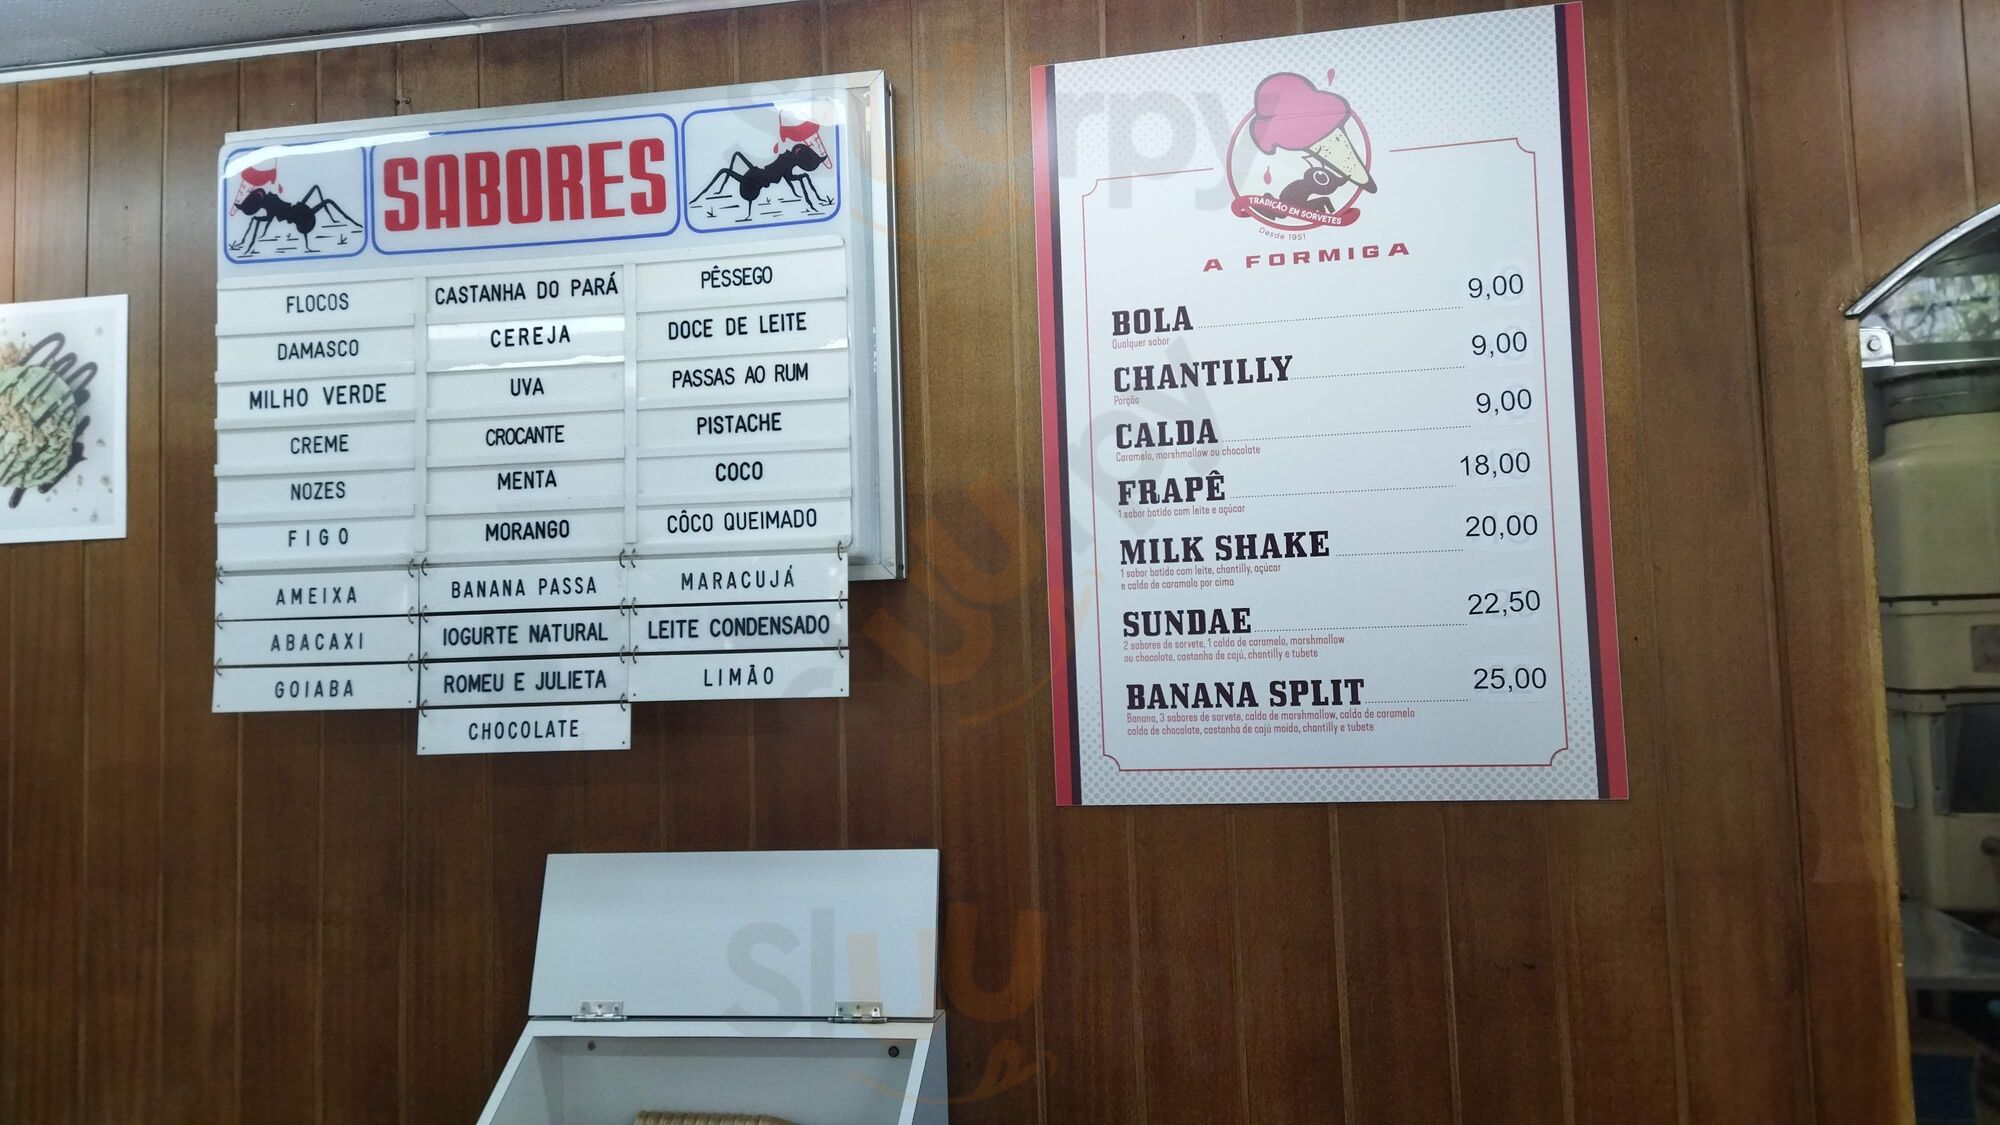 SABORES
FLOCOS
DAMASCO
MILHO VERDE
CREME
NOZES
FIGO
AMEIXA
ABACAXI
GOIABA
CASTANHA DO PARÁ
CEREJA
UVA
CROCANTE
MENTA
MORANGO
BANANA PASSA
IOGURTE NATURAL
ROMEU E JULIETA
CHOCOLATE
PÊSSEGO
DOCE DE LEITE
PASSAS AO RUM
PISTACHE
COCO
CÔCO QUEIMADO
MARACUJÁ
LEITE CONDENSADO
LIMÃO
TRADIÇÃO EM SORVETES
Desde 1951
A FORMIGA
BOLA 9,00
Qualquer sabor
CHANTILLY 9,00
Porção
CALDA 9,00
Caramelo, marshmallow ou chocolate
FRAPÊ 18,00
1 sabor batido com leite e açúcar
MILK SHAKE 20,00
1 sabor batido com leite, chantilly, açúcar
e calda de caramalo por cima
SUNDAE 22,50
2 sabores de sorvete, 1 calda de caramelo, marshmallow
ou chocolate, castanha de cajú, chantilly e tubete
BANANA SPLIT 25,00
Banana, 3 sabores de sorvete, calda de marshmallow, calda de caramelo
calda de chocolate, castanha de cajú moída, chantilly e tubete
slurpy
slurpy
slurpy